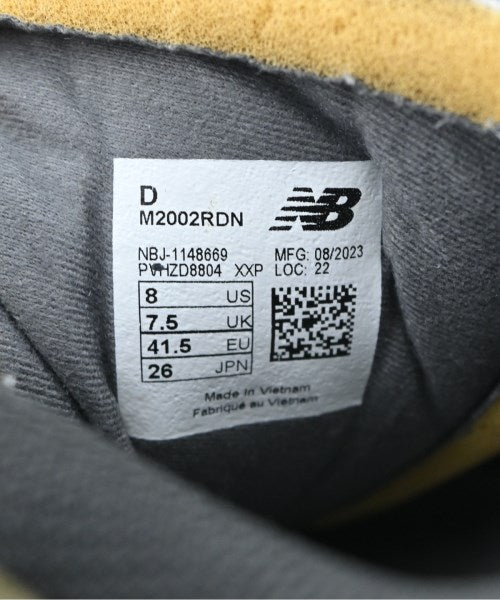 D
M2002RDN
NB
NBJ-1148669 MFG: 08/2023
XXP LOC: 22
8 US
7.5 UK
41.5 EU
26 JPN
Made in Vietnam
Fabriqué au Vietnam